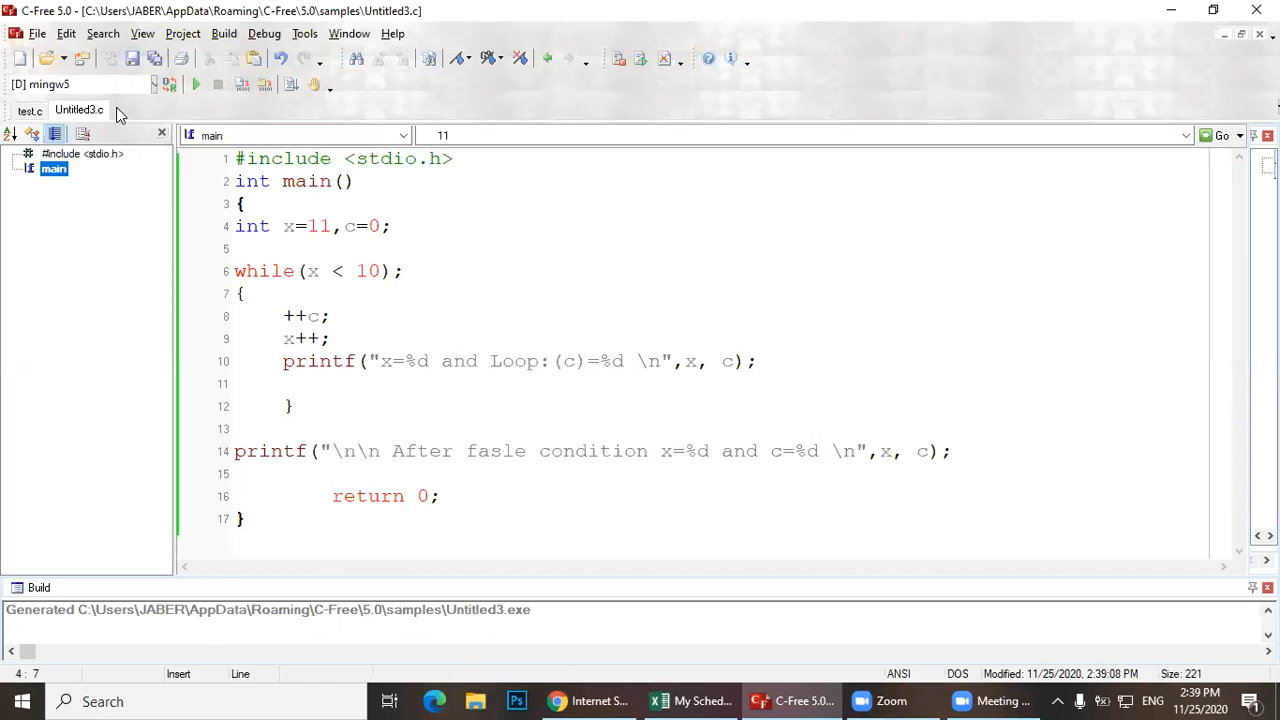 C-Free 5.0 - [C:\Users\JABER\AppData\Roaming\C-Free\5.0\samples\Untitled3.c]
File Edit Search View Project Build Debug Tools Window Help
[D] mingw5
test.c Untitled3.c
main 11 Go
#include <stdio.h>
main
1 #include <stdio.h>
2 int main()
3 {
4 int x=11,c=0;
5
6 while(x < 10);
7 {
8 ++c;
9 x++;
10 printf("x=%d and Loop:(c)=%d \n",x, c);
11
12 }
13
14 printf("\n\n After fasle condition x=%d and c=%d \n",x, c);
15
16 return 0;
17 }
Build
Generated C:\Users\JABER\AppData\Roaming\C-Free\5.0\samples\Untitled3.exe
4 : 7 Insert Line ANSI DOS Modified: 11/25/2020, 2:39:08 PM Size: 221
Search Internet S... My Sched... C-Free 5.0... Zoom Meeting ... ENG 2:39 PM
11/25/2020 1